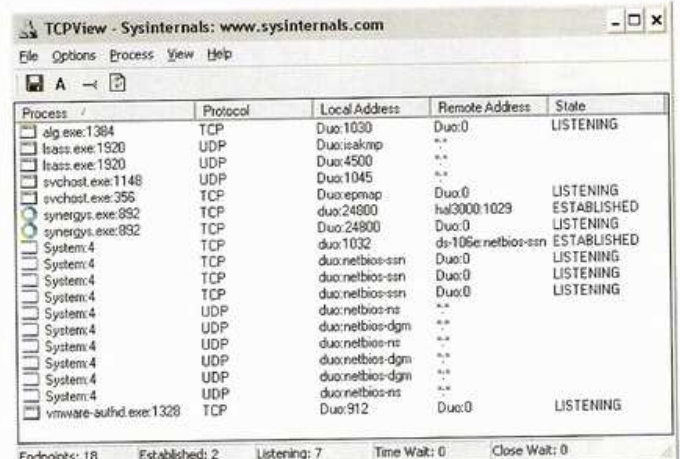 TCPView - Sysinternals: www.sysinternals.com
File Options Process View Help
A
Process / Protocol Local Address Remote Address State
alg.exe:1384 TCP Duo:1030 Duo:0 LISTENING
lsass.exe:1920 UDP Duo:isakmp *:*
lsass.exe:1920 UDP Duo:4500 *:*
svchost.exe:1148 UDP Duo:1045 *:*
svchost.exe:356 TCP Duo:epmap Duo:0 LISTENING
synergys.exe:892 TCP duo:24800 hal3000:1029 ESTABLISHED
synergys.exe:892 TCP Duo:24800 Duo:0 LISTENING
System:4 TCP duo:1032 ds-106e:netbios-ssn ESTABLISHED
System:4 TCP duo:netbios-ssn Duo:0 LISTENING
System:4 TCP duo:netbios-ssn Duo:0 LISTENING
System:4 TCP duo:netbios-ssn Duo:0 LISTENING
System:4 UDP duo:netbios-ns *:*
System:4 UDP duo:netbios-dgm *:*
System:4 UDP duo:netbios-ns *:*
System:4 UDP duo:netbios-dgm *:*
System:4 UDP duo:netbios-dgm *:*
System:4 UDP duo:netbios-ns *:*
vmware-authd.exe:1328 TCP Duo:912 Duo:0 LISTENING
Endpoints: 18 Established: 2 Listening: 7 Time Wait: 0 Close Wait: 0